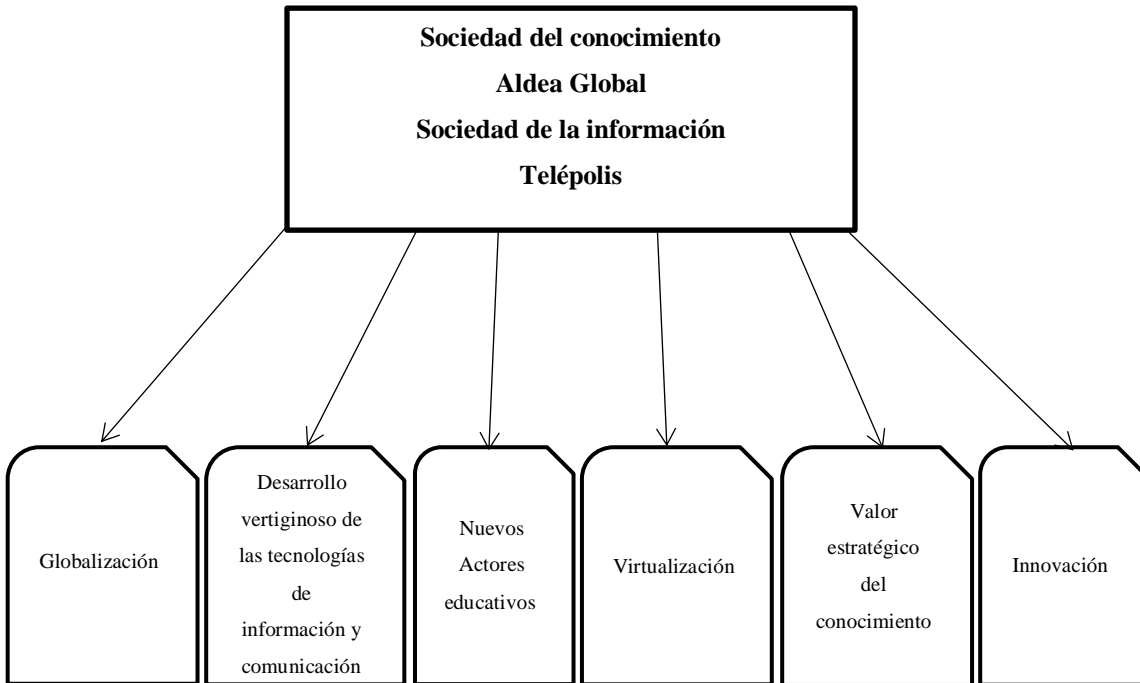 Sociedad del conocimiento
Aldea Global
Sociedad de la información
Telépolis
Globalización
Desarrollo
vertiginoso de
las tecnologías
de
información y
comunicación
Nuevos
Actores
educativos
Virtualización
Valor
estratégico
del
conocimiento
Innovación